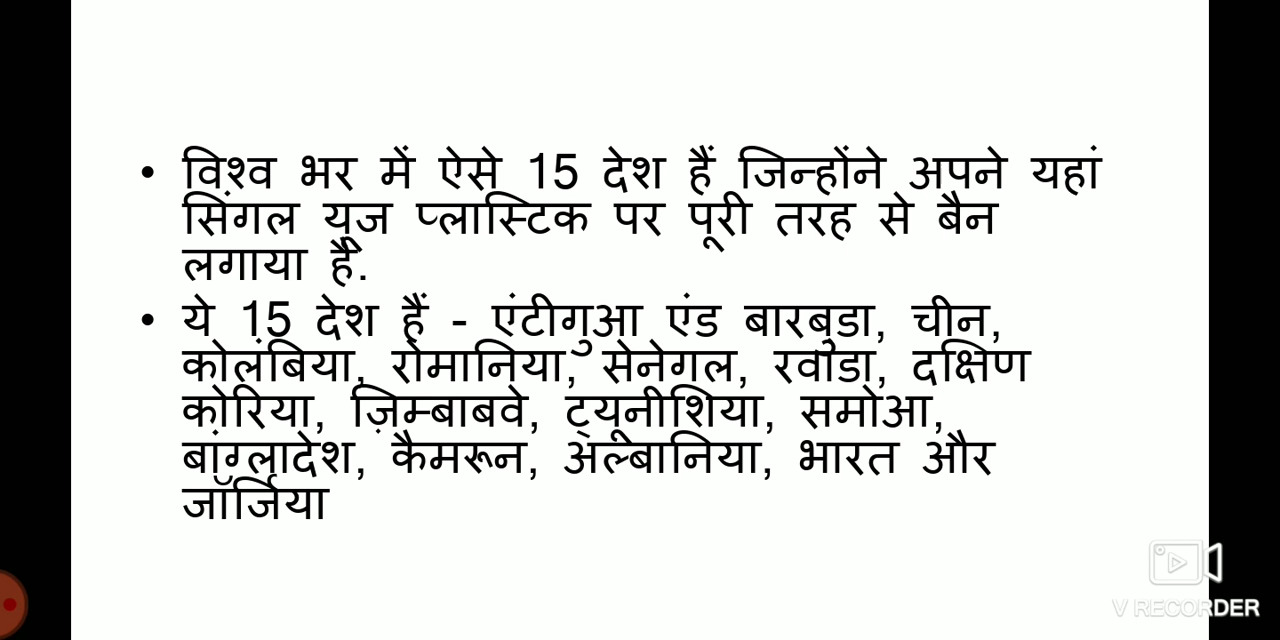 • विश्व भर में ऐसे 15 देश हैं जिन्होंने अपने यहां
सिंगल यूज प्लास्टिक पर पूरी तरह से बैन
लगाया है.
• ये 15 देश हैं - एंटीगुआ एंड बारबुडा, चीन,
कोलंबिया, रोमानिया, सेनेगल, रवांडा, दक्षिण
कोरिया, ज़िम्बाबवे, ट्यूनीशिया, समोआ,
बांग्लादेश, कैमरून, अल्बानिया, भारत और
जॉर्जिया
V RECORDER